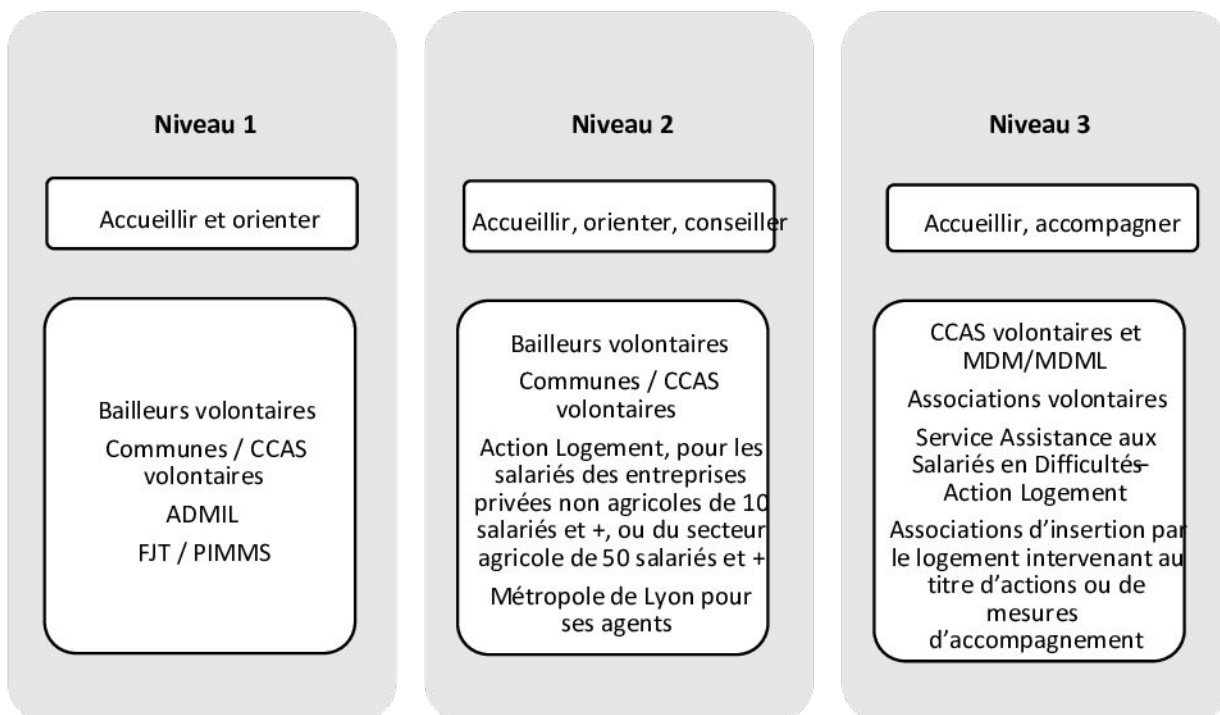 Niveau 1
Accueillir et orienter
Bailleurs volontaires
Communes / CCAS
volontaires
ADMIL
FJT / PIMMS
Niveau 2
Accueillir, orienter, conseiller
Bailleurs volontaires
Communes / CCAS
volontaires
Action Logement, pour les
salariés des entreprises
privées non agricoles de 10
salariés et +, ou du secteur
agricole de 50 salariés et +
Métropole de Lyon pour
ses agents
Niveau 3
Accueillir, accompagner
CCAS volontaires et
MDM/MDML
Associations volontaires
Service Assistance aux
Salariés en Difficultés–
Action Logement
Associations d’insertion par
le logement intervenant au
titre d’actions ou de
mesures
d’accompagnement